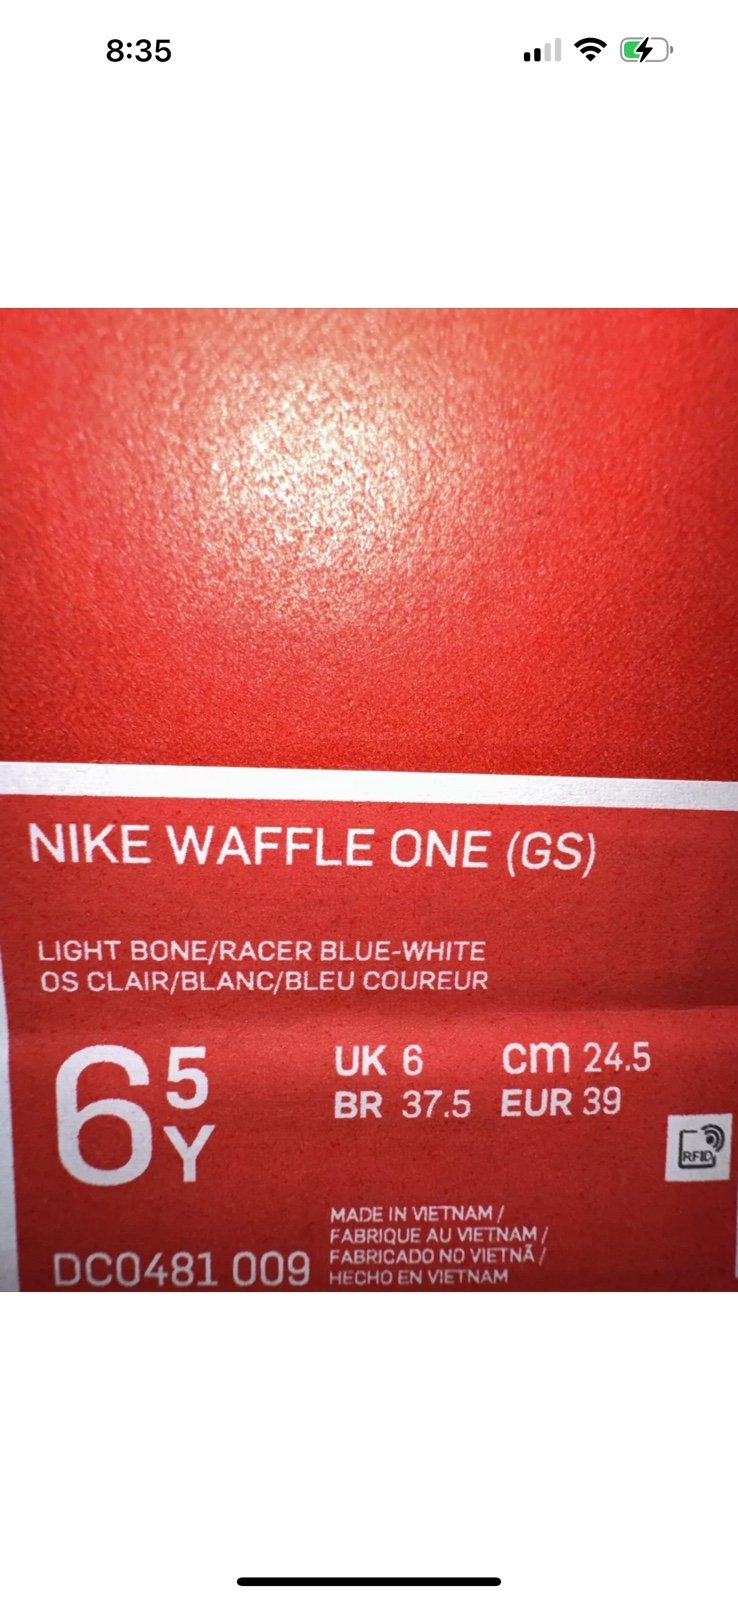 8:35
NIKE WAFFLE ONE (GS)
LIGHT BONE/RACER BLUE-WHITE
OS CLAIR/BLANC/BLEU COUREUR
6 5 Y
UK 6 cm 24.5
BR 37.5 EUR 39
RFID
DC0481 009
MADE IN VIETNAM /
FABRIQUE AU VIETNAM /
FABRICADO NO VIETNÃ /
HECHO EN VIETNAM